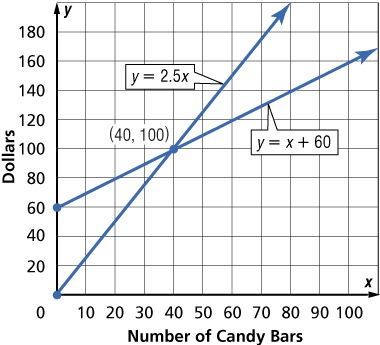 y
180
160
140
120
100
80
60
40
20
0
Dollars
y = 2.5x
(40, 100)
y = x + 60
x
10 20 30 40 50 60 70 80 90 100
Number of Candy Bars